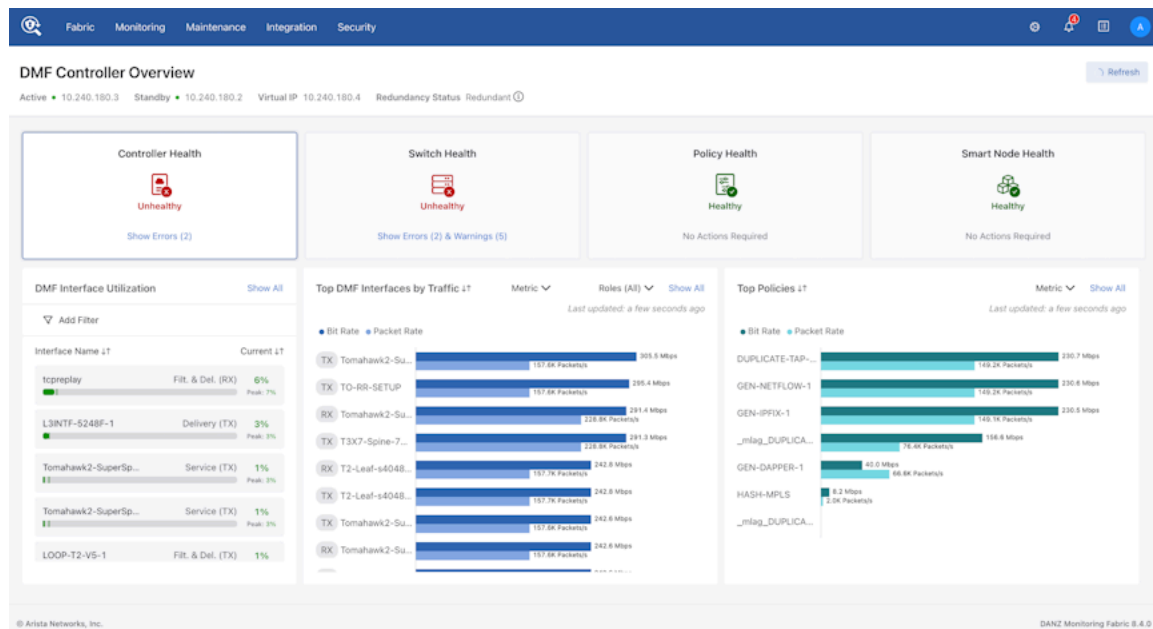 Fabric Monitoring Maintenance Integration Security 4 A
DMF Controller Overview
Refresh
Active 10.240.180.3 Standby 10.240.180.2 Virtual IP 10.240.180.4 Redundancy Status Redundant
Controller Health
Unhealthy
Show Errors (2)
Switch Health
Unhealthy
Show Errors (2) & Warnings (5)
Policy Health
Healthy
No Actions Required
Smart Node Health
Healthy
No Actions Required
DMF Interface Utilization Show All
Add Filter
Interface Name ↓↑ Current ↓↑
tcpreplay Filt. & Del. (RX) 6%
Peak: 7%
L3INTF-5248F-1 Delivery (TX) 3%
Peak: 3%
Tomahawk2-SuperSp... Service (TX) 1%
Peak: 3%
Tomahawk2-SuperSp... Service (TX) 1%
Peak: 3%
LOOP-T2-V5-1 Filt. & Del. (TX) 1%
Top DMF Interfaces by Traffic ↓↑ Metric Roles (All) Show All
Last updated: a few seconds ago
Bit Rate Packet Rate
TX Tomahawk2-Su... 305.5 Mbps
157.6K Packets/s
TX TO-RR-SETUP 295.4 Mbps
157.6K Packets/s
RX Tomahawk2-Su... 291.4 Mbps
228.8K Packets/s
TX T3X7-Spine-7... 291.3 Mbps
228.8K Packets/s
RX T2-Leaf-s4048... 242.8 Mbps
157.7K Packets/s
TX T2-Leaf-s4048... 242.8 Mbps
157.7K Packets/s
TX Tomahawk2-Su... 242.6 Mbps
157.6K Packets/s
RX Tomahawk2-Su... 242.6 Mbps
157.6K Packets/s
Top Policies ↓↑ Metric Show All
Last updated: a few seconds ago
Bit Rate Packet Rate
DUPLICATE-TAP-... 230.7 Mbps
149.2K Packets/s
GEN-NETFLOW-1 230.6 Mbps
149.2K Packets/s
GEN-IPFIX-1 230.5 Mbps
149.1K Packets/s
_mlag_DUPLICA... 156.6 Mbps
76.4K Packets/s
GEN-DAPPER-1 40.0 Mbps
66.6K Packets/s
HASH-MPLS 8.2 Mbps
2.0K Packets/s
_mlag_DUPLICA...
© Arista Networks, Inc. DANZ Monitoring Fabric 8.4.0